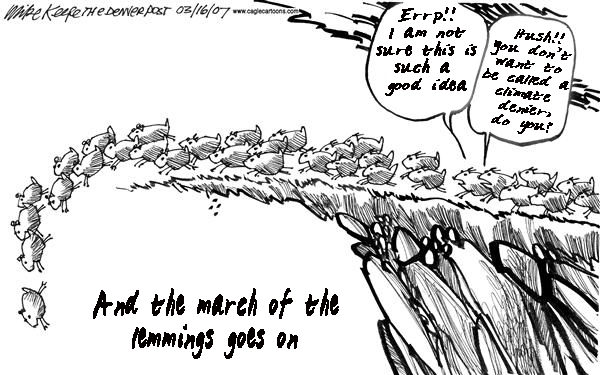 Mike Keefe THE DENVER POST 03/16/07 www.caglecartoons.com
Errp!!
I am not
sure this is
such a
good idea
Hush!!
you don't
want to
be called a
climate
denier,
do you?
And the march of the
lemmings goes on